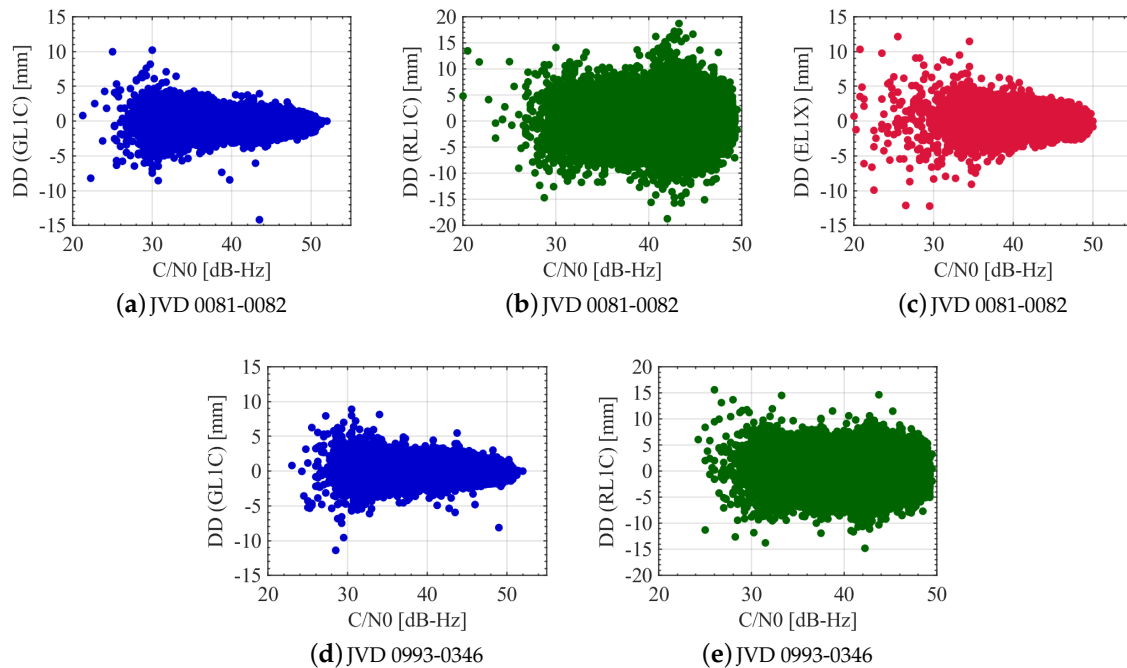 15
10
5
0
-5
-10
-15
20 30 40 50
DD (GL1C) [mm]
C/N0 [dB-Hz]
(a) JVD 0081-0082
20
15
10
5
0
-5
-10
-15
-20
20 30 40 50
DD (RL1C) [mm]
C/N0 [dB-Hz]
(b) JVD 0081-0082
15
10
5
0
-5
-10
-15
20 30 40 50
DD (EL1X) [mm]
C/N0 [dB-Hz]
(c) JVD 0081-0082
15
10
5
0
-5
-10
-15
20 30 40 50
DD (GL1C) [mm]
C/N0 [dB-Hz]
(d) JVD 0993-0346
20
15
10
5
0
-5
-10
-15
-20
20 30 40 50
DD (RL1C) [mm]
C/N0 [dB-Hz]
(e) JVD 0993-0346